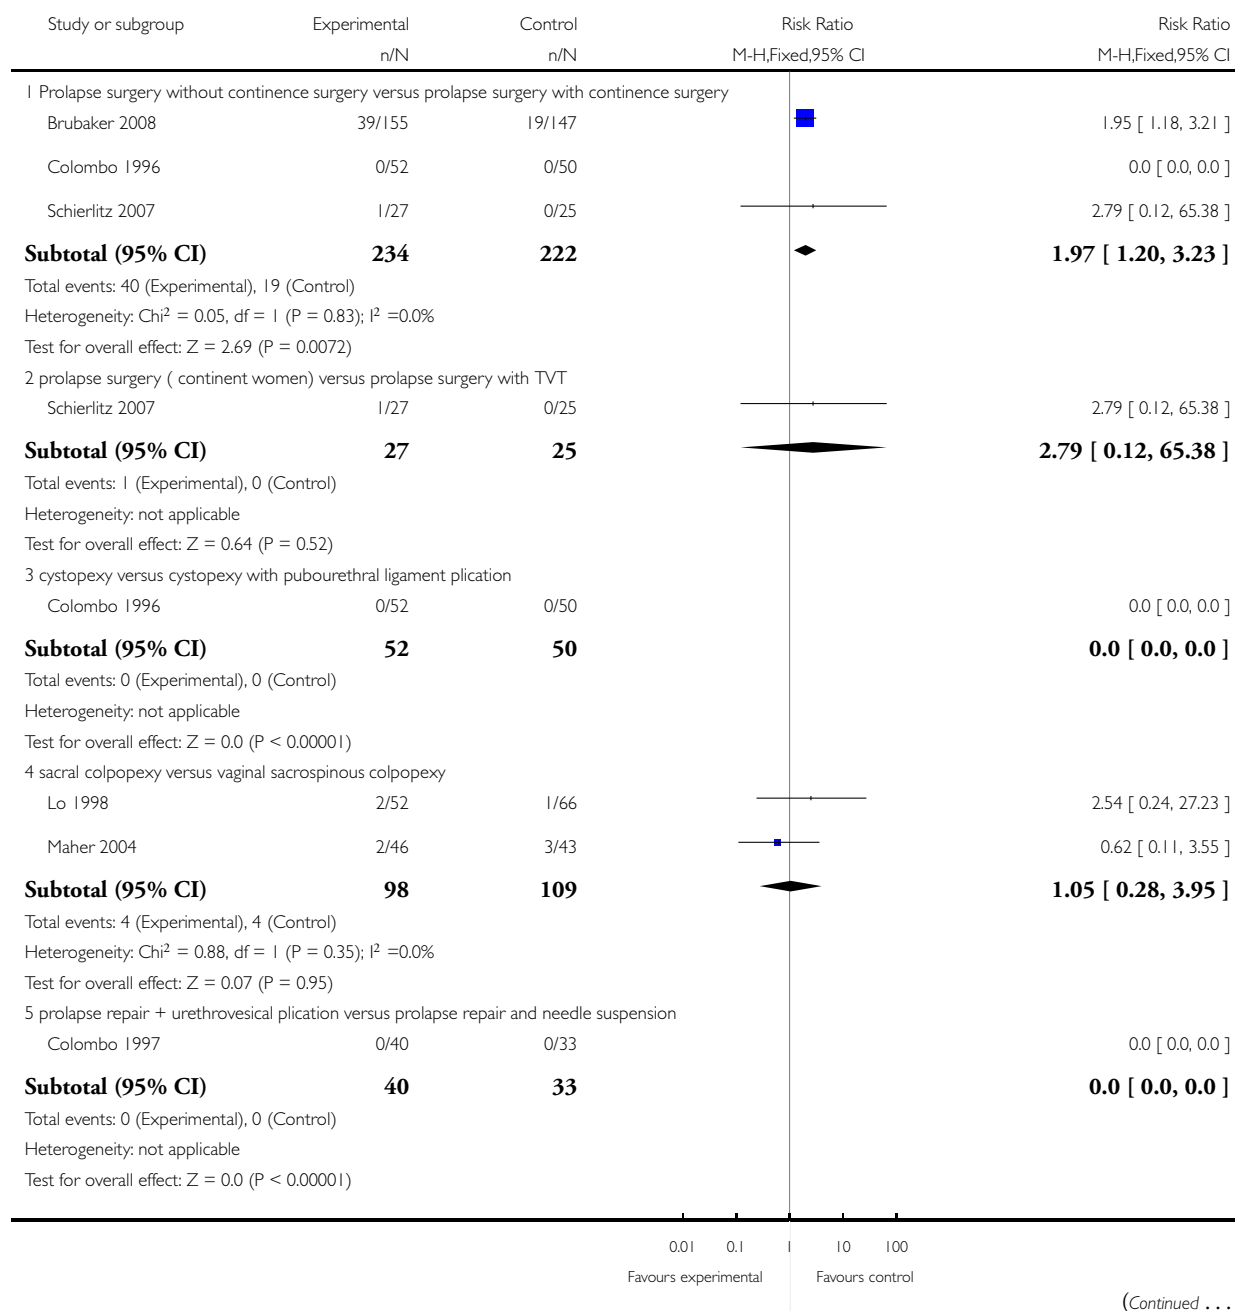 Study or subgroup Experimental Control Risk Ratio Risk Ratio
n/N n/N M-H,Fixed,95% CI M-H,Fixed,95% CI
1 Prolapse surgery without continence surgery versus prolapse surgery with continence surgery
Brubaker 2008 39/155 19/147 1.95 [ 1.18, 3.21 ]
Colombo 1996 0/52 0/50 0.0 [ 0.0, 0.0 ]
Schierlitz 2007 1/27 0/25 2.79 [ 0.12, 65.38 ]
Subtotal (95% CI) 234 222 1.97 [ 1.20, 3.23 ]
Total events: 40 (Experimental), 19 (Control)
Heterogeneity: Chi² = 0.05, df = 1 (P = 0.83); I² =0.0%
Test for overall effect: Z = 2.69 (P = 0.0072)
2 prolapse surgery ( continent women) versus prolapse surgery with TVT
Schierlitz 2007 1/27 0/25 2.79 [ 0.12, 65.38 ]
Subtotal (95% CI) 27 25 2.79 [ 0.12, 65.38 ]
Total events: 1 (Experimental), 0 (Control)
Heterogeneity: not applicable
Test for overall effect: Z = 0.64 (P = 0.52)
3 cystopexy versus cystopexy with pubourethral ligament plication
Colombo 1996 0/52 0/50 0.0 [ 0.0, 0.0 ]
Subtotal (95% CI) 52 50 0.0 [ 0.0, 0.0 ]
Total events: 0 (Experimental), 0 (Control)
Heterogeneity: not applicable
Test for overall effect: Z = 0.0 (P < 0.00001)
4 sacral colpopexy versus vaginal sacrospinous colpopexy
Lo 1998 2/52 1/66 2.54 [ 0.24, 27.23 ]
Maher 2004 2/46 3/43 0.62 [ 0.11, 3.55 ]
Subtotal (95% CI) 98 109 1.05 [ 0.28, 3.95 ]
Total events: 4 (Experimental), 4 (Control)
Heterogeneity: Chi² = 0.88, df = 1 (P = 0.35); I² =0.0%
Test for overall effect: Z = 0.07 (P = 0.95)
5 prolapse repair + urethrovesical plication versus prolapse repair and needle suspension
Colombo 1997 0/40 0/33 0.0 [ 0.0, 0.0 ]
Subtotal (95% CI) 40 33 0.0 [ 0.0, 0.0 ]
Total events: 0 (Experimental), 0 (Control)
Heterogeneity: not applicable
Test for overall effect: Z = 0.0 (P < 0.00001)
0.01 0.1 1 10 100
Favours experimental Favours control
(Continued . . .